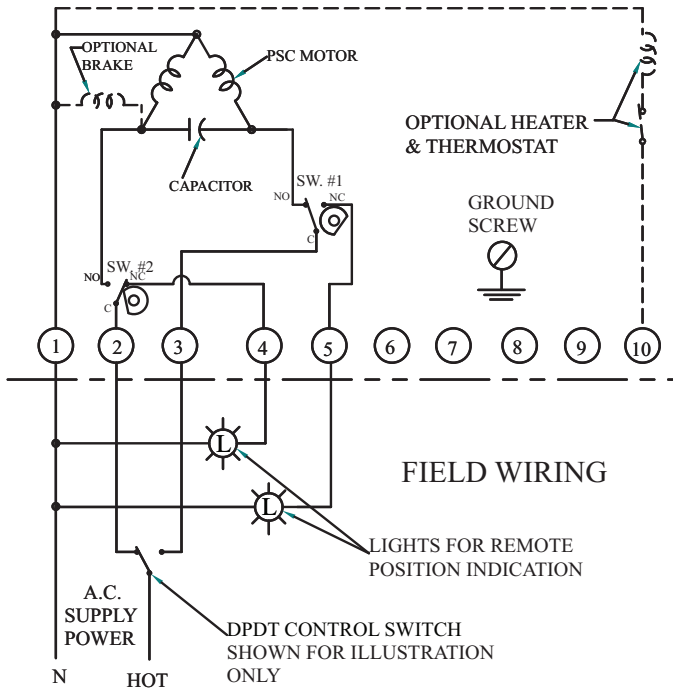 OPTIONAL
BRAKE
PSC MOTOR
CAPACITOR
OPTIONAL HEATER
& THERMOSTAT
SW. #1
NO
NC
C
GROUND
SCREW
SW. #2
NO
NC
C
1
2
3
4
5
6
7
8
9
10
L
L
FIELD WIRING
LIGHTS FOR REMOTE
POSITION INDICATION
A.C.
SUPPLY
POWER
DPDT CONTROL SWITCH
SHOWN FOR ILLUSTRATION
ONLY
N
HOT